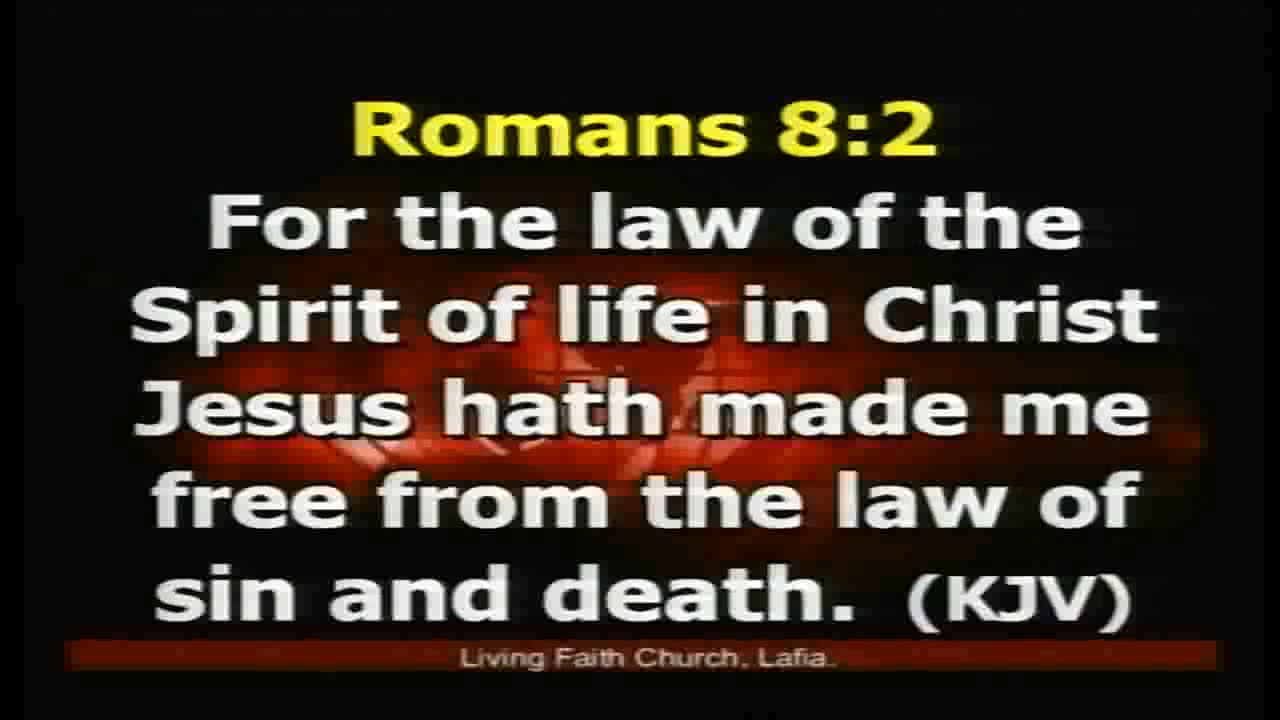 Romans 8:2
For the law of the
Spirit of life in Christ
Jesus hath made me
free from the law of
sin and death. (KJV)
Living Faith Church, Lafia.